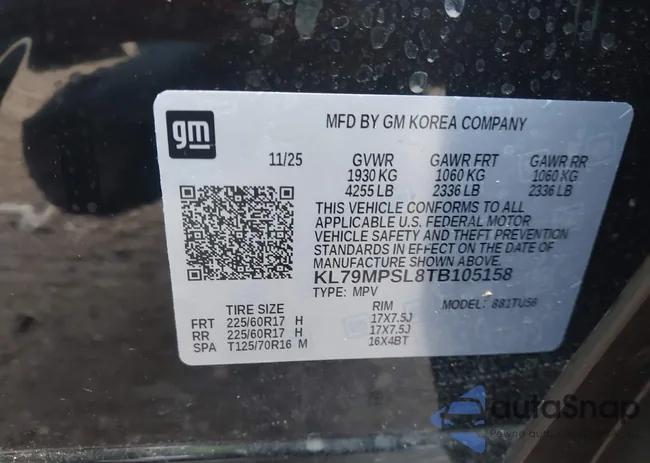 gm
MFD BY GM KOREA COMPANY
11/25 GVWR GAWR FRT GAWR RR
1930 KG 1060 KG 1060 KG
4255 LB 2336 LB 2336 LB
THIS VEHICLE CONFORMS TO ALL
APPLICABLE U.S. FEDERAL MOTOR
VEHICLE SAFETY AND THEFT PREVENTION
STANDARDS IN EFFECT ON THE DATE OF
MANUFACTURE SHOWN ABOVE.
KL79MPSL8TB105158
TYPE: MPV MODEL: 881TU56
TIRE SIZE RIM
FRT 225/60R17 H 17X7.5J
RR 225/60R17 H 17X7.5J
SPA T125/70R16 M 16X4BT
autoSnap